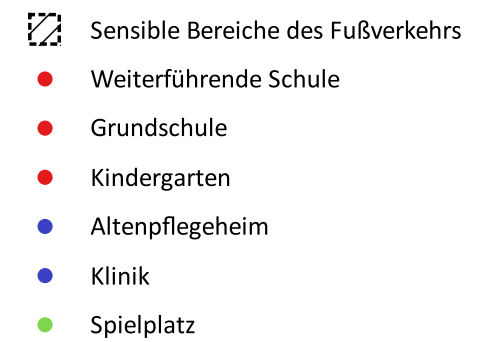 Sensible Bereiche des Fußverkehrs
Weiterführende Schule
Grundschule
Kindergarten
Altenpflegeheim
Klinik
Spielplatz